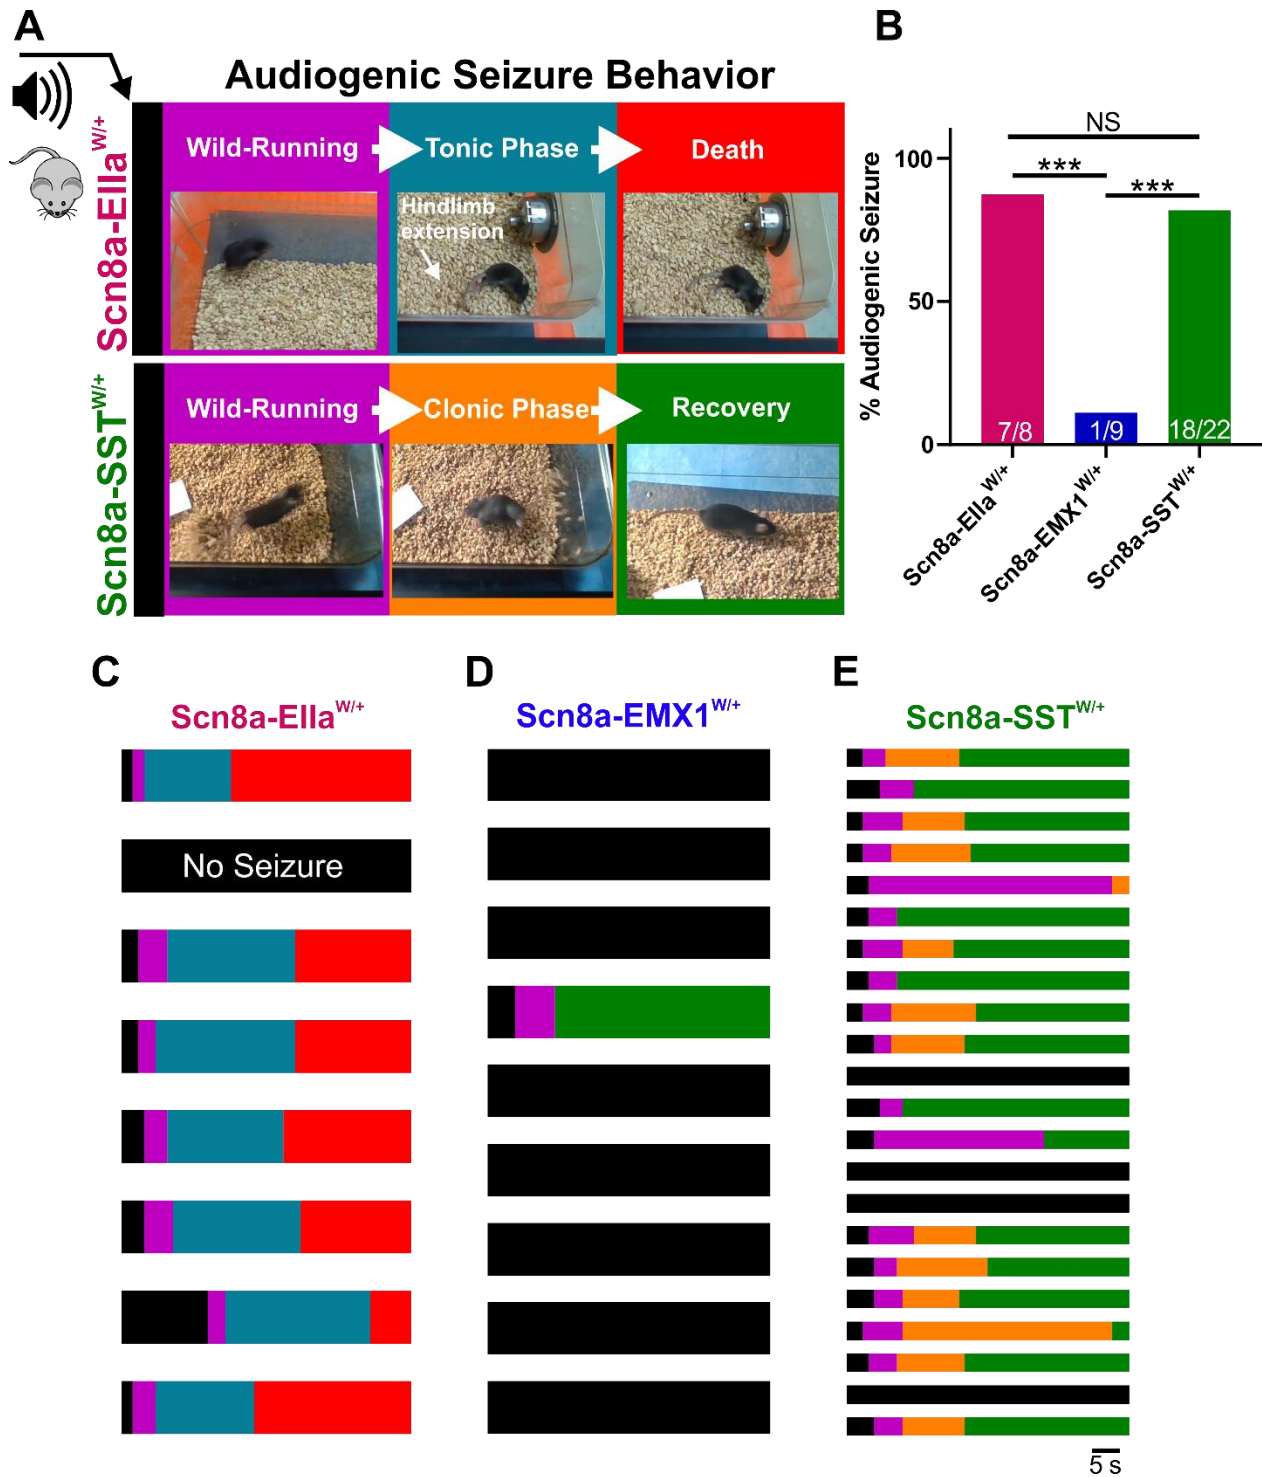 A
Audiogenic Seizure Behavior
Scn8a-EIIa W/+
Wild-Running
Tonic Phase
Death
Hindlimb
extension
Scn8a-SST W/+
Wild-Running
Clonic Phase
Recovery
B
% Audiogenic Seizure
100
50
0
NS
***
***
7/8
1/9
18/22
Scn8a-EIIa W/+
Scn8a-EMX1 W/+
Scn8a-SST W/+
C
Scn8a-EIIa W/+
No Seizure
D
Scn8a-EMX1 W/+
E
Scn8a-SST W/+
5 s